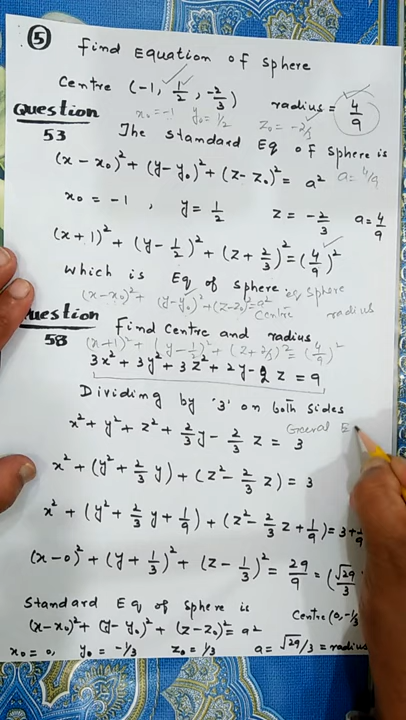 ⑤ Find Equation of sphere
Centre (-1, 1/2, -2/3) radius = 4/9
x₀ = -1 y₀ = 1/2 z₀ = -2/3
Question
53
The Standard Eq of sphere is
(x - x₀)² + (y - y₀)² + (z - z₀)² = a² a = 4/9
x₀ = -1 , y = 1/2 z = -2/3 a = 4/9
(x + 1)² + (y - 1/2)² + (z + 2/3)² = (4/9)²
which is Eq of sphere eq sphere
(x - x₀)² + (y - y₀)² + (z - z₀)² = a²
Centre radius
uestion
58
Find Centre and radius
(x+1)² + (y - 1/2)² + (z + 2/3)² = (4/9)²
3x² + 3y² + 3z² + 2y - 2z = 9
Dividing by '3' on both sides
x² + y² + z² + 2/3 y - 2/3 z = 3
General E
x² + (y² + 2/3 y) + (z² - 2/3 z) = 3
x² + (y² + 2/3 y + 1/9) + (z² - 2/3 z + 1/9) = 3 + 2/9
(x - 0)² + (y + 1/3)² + (z - 1/3)² = 29/9 = (√29/3
Standard Eq of sphere is Centre (0, -1/3
(x - x₀)² + (y - y₀)² + (z - z₀)² = a²
x₀ = 0, y₀ = -1/3 z₀ = 1/3 a = √29/3 = radius